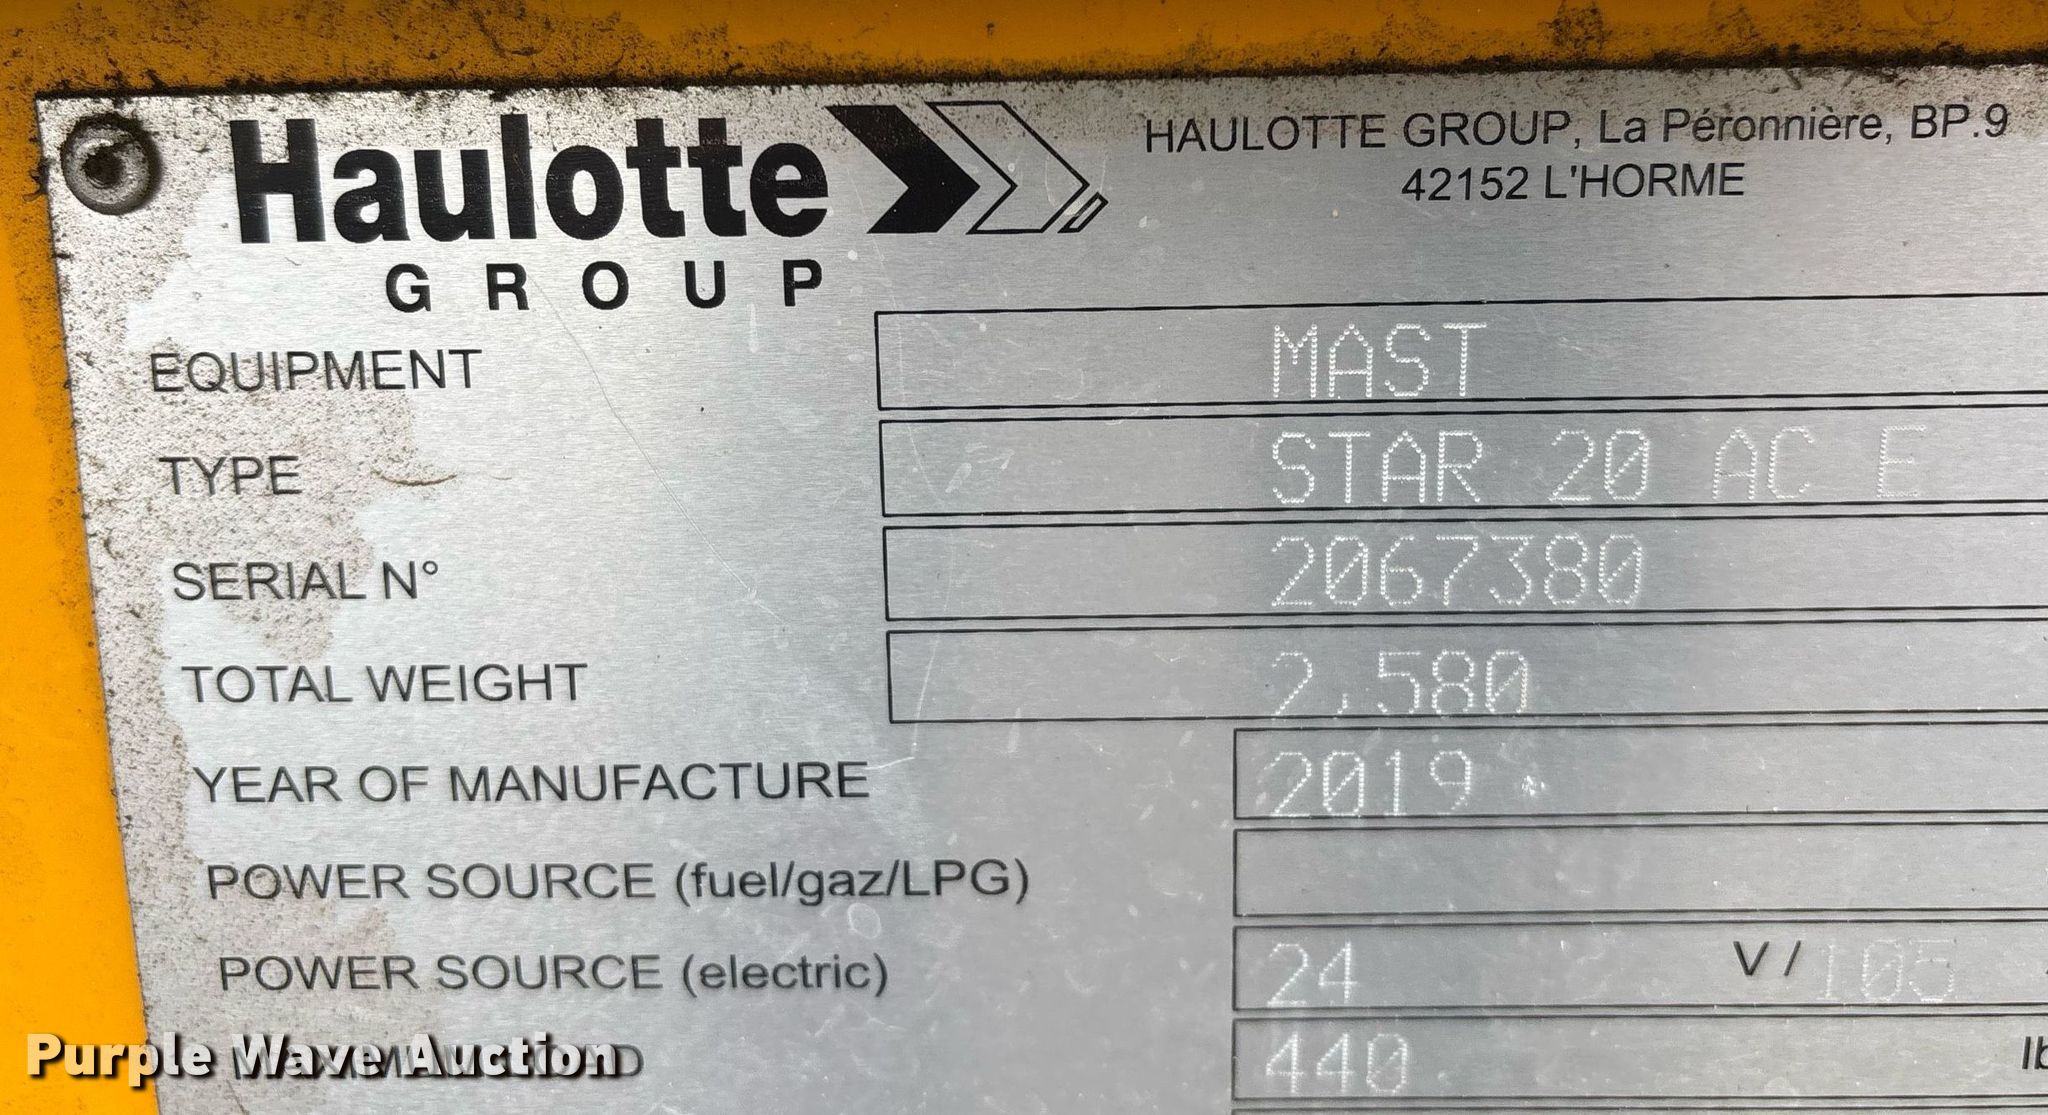 Haulotte
GROUP
HAULOTTE GROUP, La Péronnière, BP.9
42152 L'HORME
EQUIPMENT MAST
TYPE STAR 20 AC E
SERIAL N° 2067380
TOTAL WEIGHT 2,580
YEAR OF MANUFACTURE 2019
POWER SOURCE (fuel/gaz/LPG)
POWER SOURCE (electric) 24 V / 105
440 lb
Purple Wave Auction